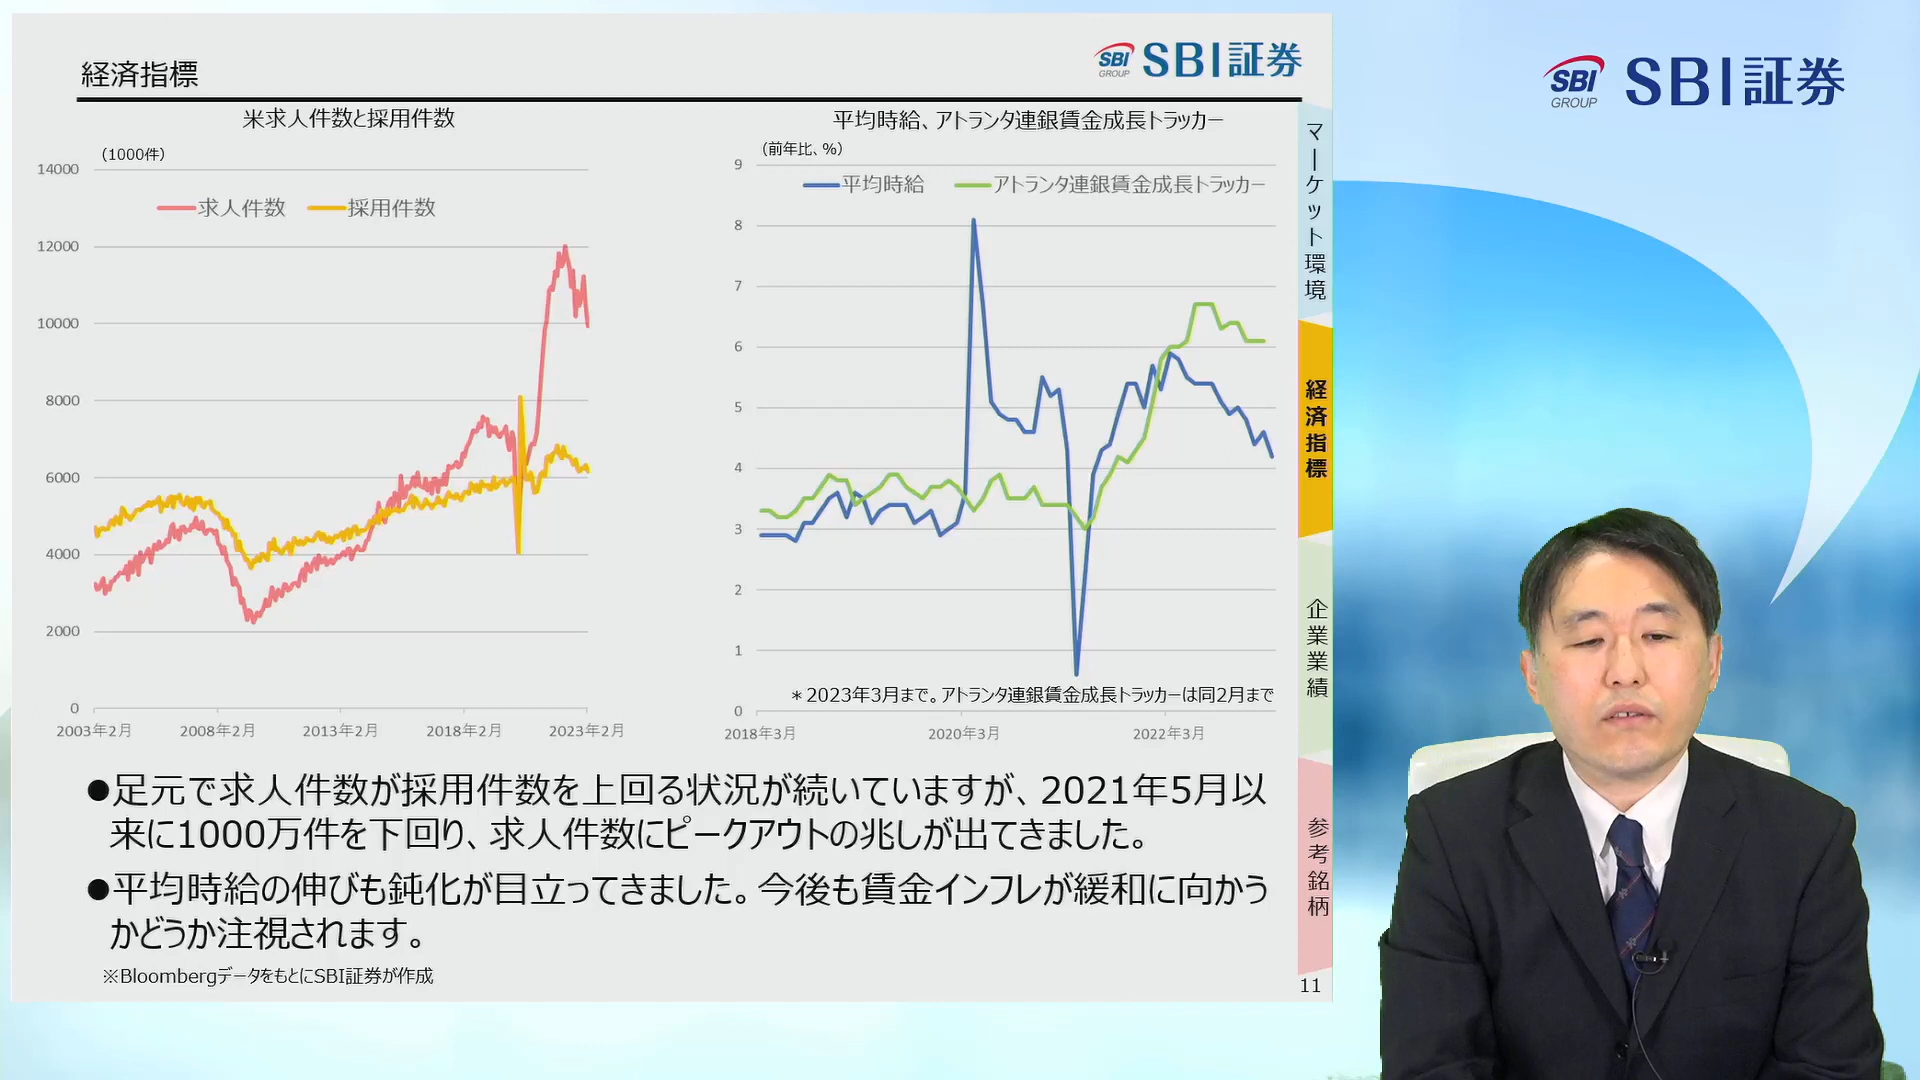 経済指標
SBI GROUP SBI証券
SBI GROUP SBI証券
米求人件数と採用件数
(1000件)
14000
12000
10000
8000
6000
4000
2000
0
求人件数 採用件数
2003年2月 2008年2月 2013年2月 2018年2月 2023年2月
平均時給、アトランタ連銀賃金成長トラッカー
(前年比、%)
9
8
7
6
5
4
3
2
1
0
平均時給 アトランタ連銀賃金成長トラッカー
＊2023年3月まで。アトランタ連銀賃金成長トラッカーは同2月まで
2018年3月 2020年3月 2022年3月
マーケット環境
経済指標
企業業績
参考銘柄
●足元で求人件数が採用件数を上回る状況が続いていますが、2021年5月以
来に1000万件を下回り、求人件数にピークアウトの兆しが出てきました。
●平均時給の伸びも鈍化が目立ってきました。今後も賃金インフレが緩和に向かう
かどうか注視されます。
※BloombergデータをもとにSBI証券が作成
11